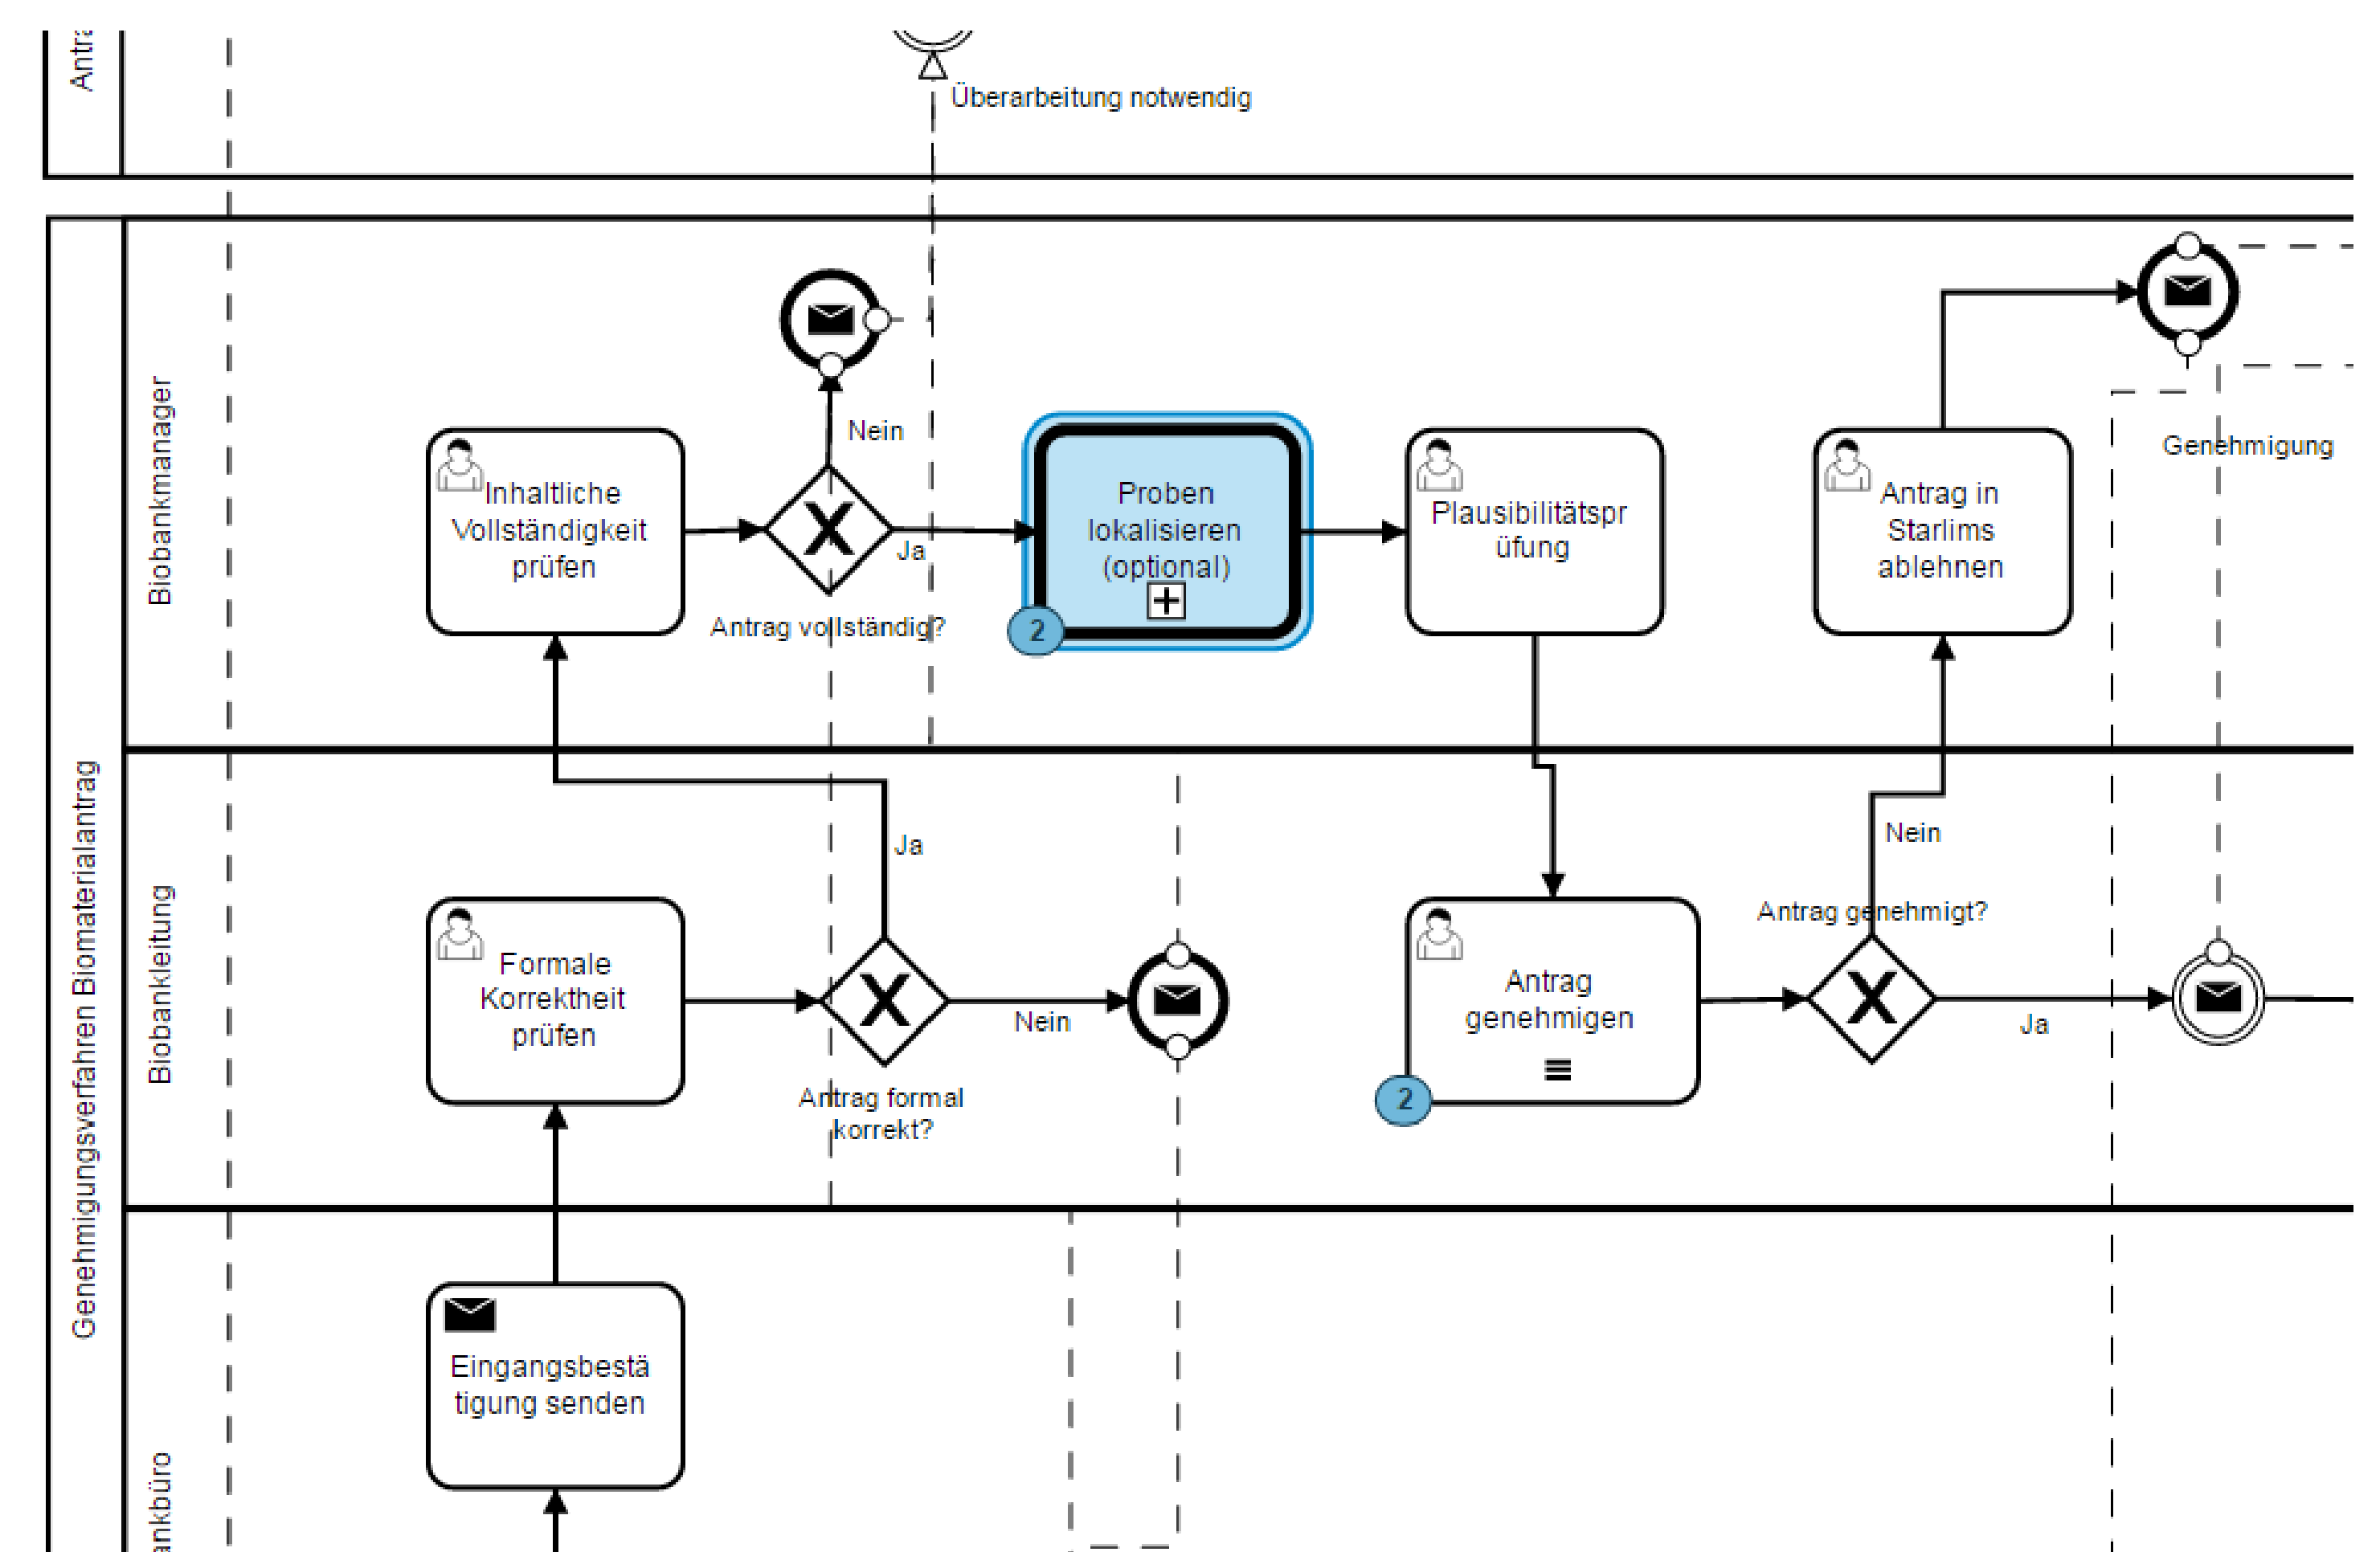 Überarbeitung notwendig
Genehmigungsverfahren Biomaterialantrag
Biobankmanager
Nein
Genehmigung
Inhaltliche
Vollständigkeit
prüfen
Ja
Antrag vollständig?
Proben
lokalisieren
(optional)
2
Plausibilitätspr
üfung
Antrag in
Starlims
ablehnen
Biobankleitung
Ja
Nein
Formale
Korrektheit
prüfen
Nein
Antrag formal
korrekt?
Antrag
genehmigen
2
Antrag genehmigt?
Ja
Eingangsbestä
tigung senden